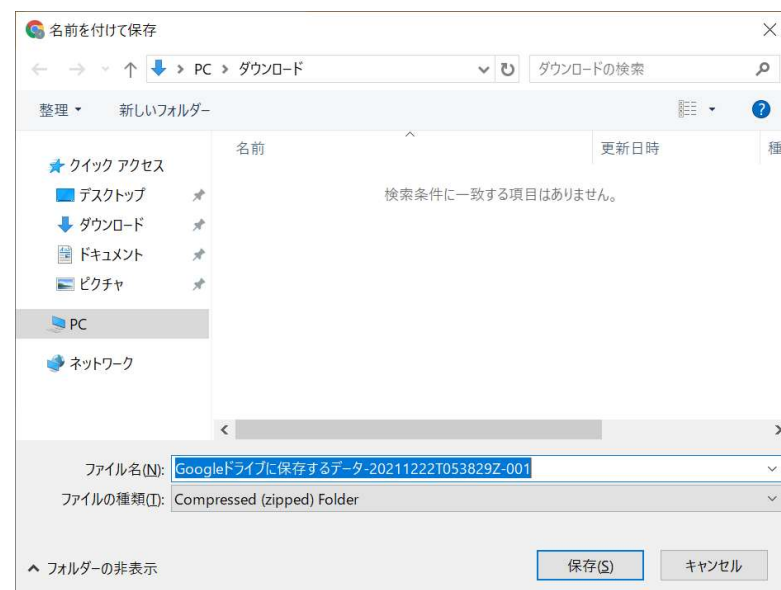 名前を付けて保存
PC > ダウンロード
ダウンロードの検索
整理
新しいフォルダー
名前
更新日時
種
クイック アクセス
検索条件に一致する項目はありません。
デスクトップ
ダウンロード
ドキュメント
ピクチャ
PC
ネットワーク
ファイル名(N): Googleドライブに保存するデータ-20211222T053829Z-001
ファイルの種類(T): Compressed (zipped) Folder
フォルダーの非表示
保存(S)
キャンセル